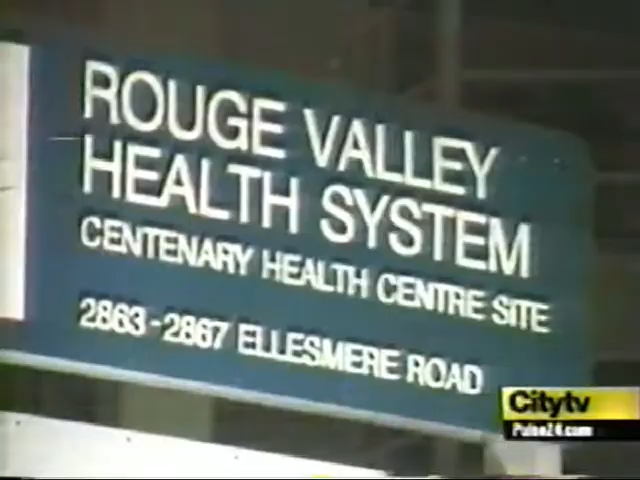 ROUGE VALLEY
HEALTH SYSTEM
CENTENARY HEALTH CENTRE SITE
2863-2867 ELLESMERE ROAD
Citytv
Pulse24.com